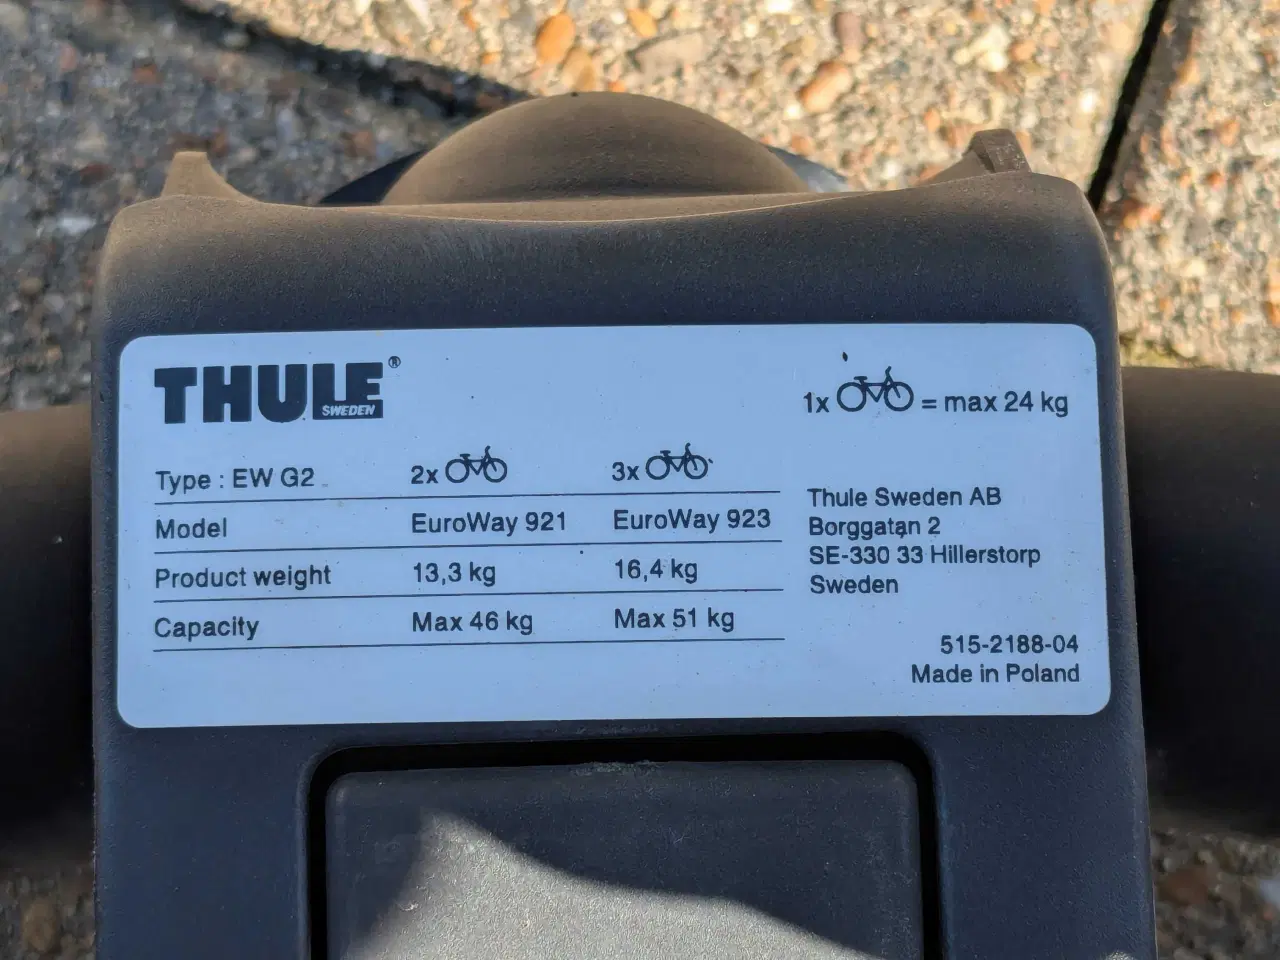 THULE®
SWEDEN
1x = max 24 kg
Type : EW G2 2x 3x
Model EuroWay 921 EuroWay 923
Product weight 13,3 kg 16,4 kg
Capacity Max 46 kg Max 51 kg
Thule Sweden AB
Borggatan 2
SE-330 33 Hillerstorp
Sweden
515-2188-04
Made in Poland